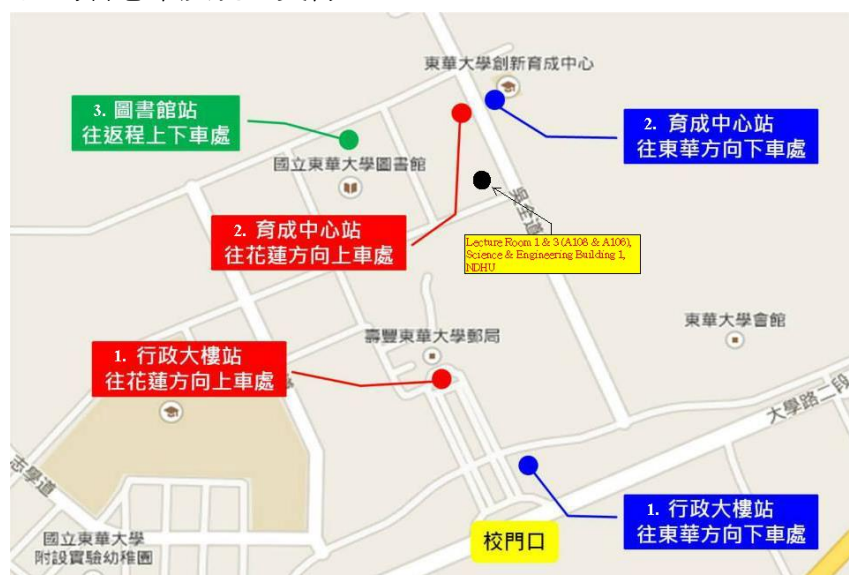 東華大學創新育成中心
3. 圖書館站
往返程上下車處
2. 育成中心站
往東華方向下車處
國立東華大學圖書館
吳全道
2. 育成中心站
往花蓮方向上車處
Lecture Room 1 & 3 (A108 & A106),
Science & Engineering Building 1,
NDHU
東華大學會館
壽豐東華大學郵局
1. 行政大樓站
往花蓮方向上車處
大學路二段
志學道
1. 行政大樓站
往東華方向下車處
校門口
國立東華大學
附設實驗幼稚園